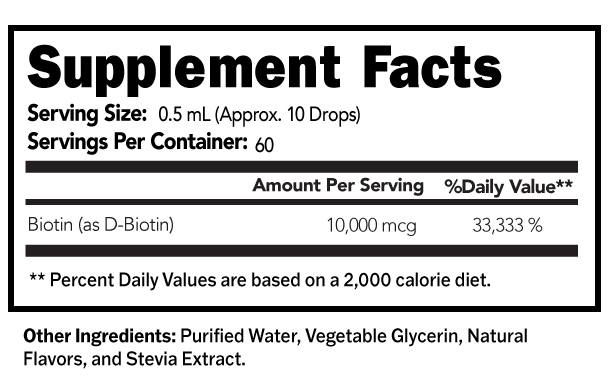 Supplement Facts
Serving Size: 0.5 mL (Approx. 10 Drops)
Servings Per Container: 60
Amount Per Serving %Daily Value**
Biotin (as D-Biotin) 10,000 mcg 33,333 %
** Percent Daily Values are based on a 2,000 calorie diet.
Other Ingredients: Purified Water, Vegetable Glycerin, Natural
Flavors, and Stevia Extract.